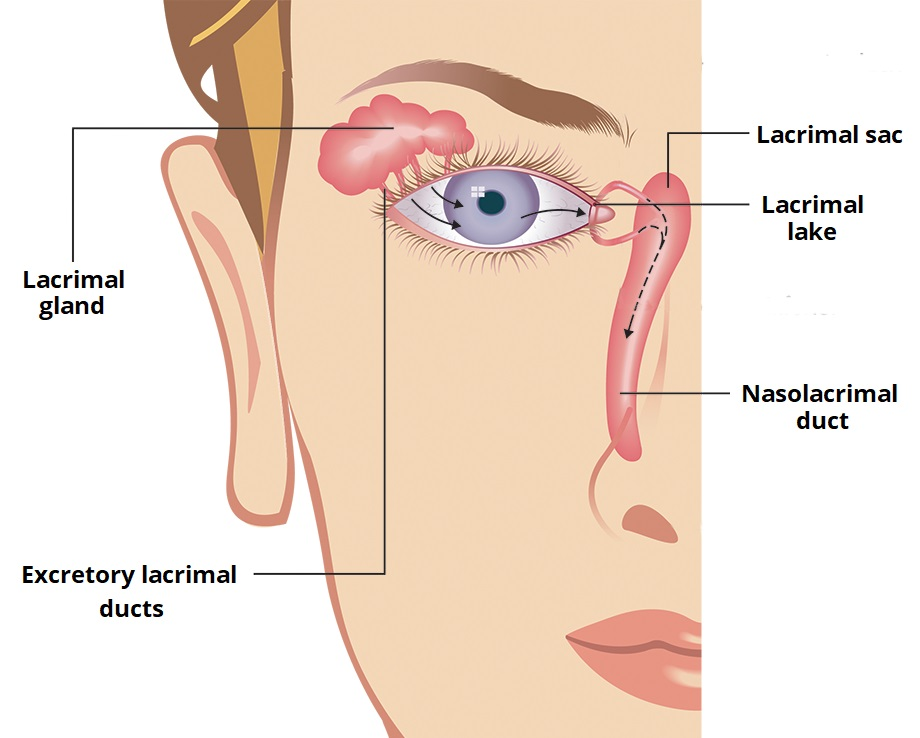 Lacrimal sac
Lacrimal
lake
Lacrimal
gland
Nasolacrimal
duct
Excretory lacrimal
ducts